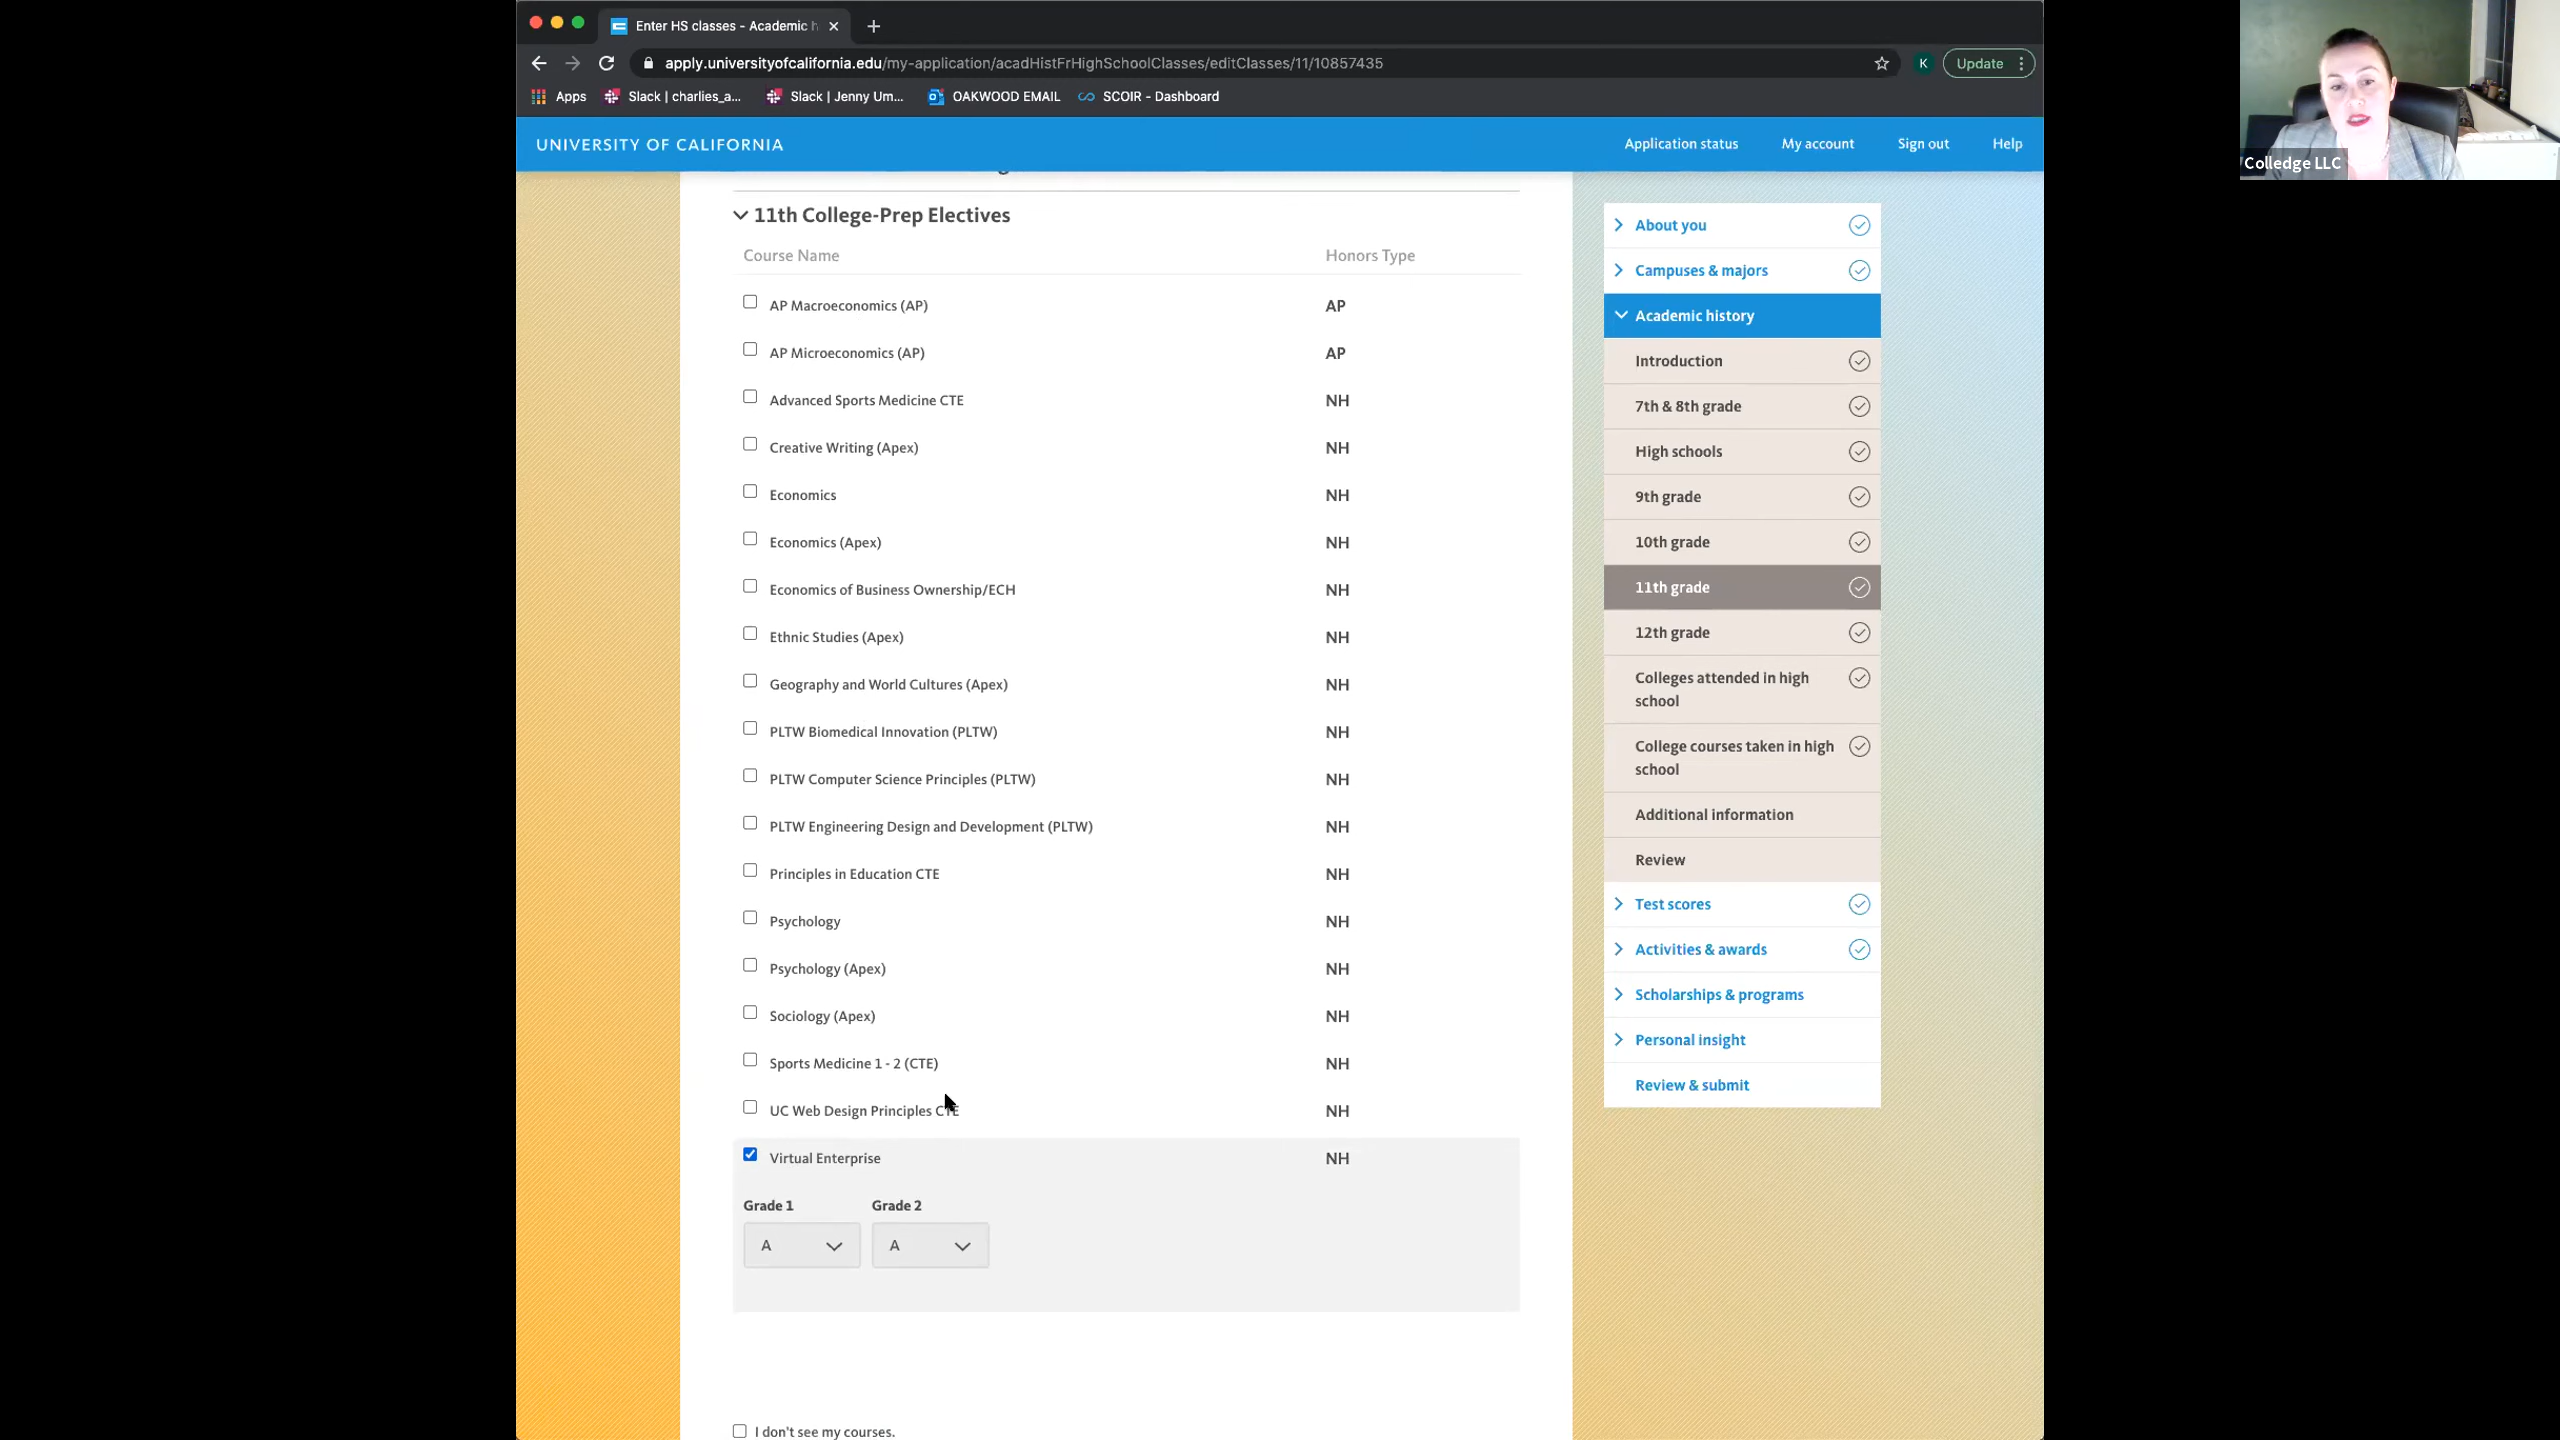 Enter HS classes - Academic h
apply.universityofcalifornia.edu/my-application/acadHistFrHighSchoolClasses/editClasses/11/10857435
K
Update
Apps
Slack | charlies_a...
Slack | Jenny Um...
OAKWOOD EMAIL
SCOIR - Dashboard
Colledge LLC
UNIVERSITY OF CALIFORNIA
Application status
My account
Sign out
Help
11th College-Prep Electives
Course Name Honors Type
AP Macroeconomics (AP) AP
AP Microeconomics (AP) AP
Advanced Sports Medicine CTE NH
Creative Writing (Apex) NH
Economics NH
Economics (Apex) NH
Economics of Business Ownership/ECH NH
Ethnic Studies (Apex) NH
Geography and World Cultures (Apex) NH
PLTW Biomedical Innovation (PLTW) NH
PLTW Computer Science Principles (PLTW) NH
PLTW Engineering Design and Development (PLTW) NH
Principles in Education CTE NH
Psychology NH
Psychology (Apex) NH
Sociology (Apex) NH
Sports Medicine 1 - 2 (CTE) NH
UC Web Design Principles CTE NH
Virtual Enterprise NH
Grade 1 Grade 2
A A
I don't see my courses.
About you
Campuses & majors
Academic history
Introduction
7th & 8th grade
High schools
9th grade
10th grade
11th grade
12th grade
Colleges attended in high
school
College courses taken in high
school
Additional information
Review
Test scores
Activities & awards
Scholarships & programs
Personal insight
Review & submit